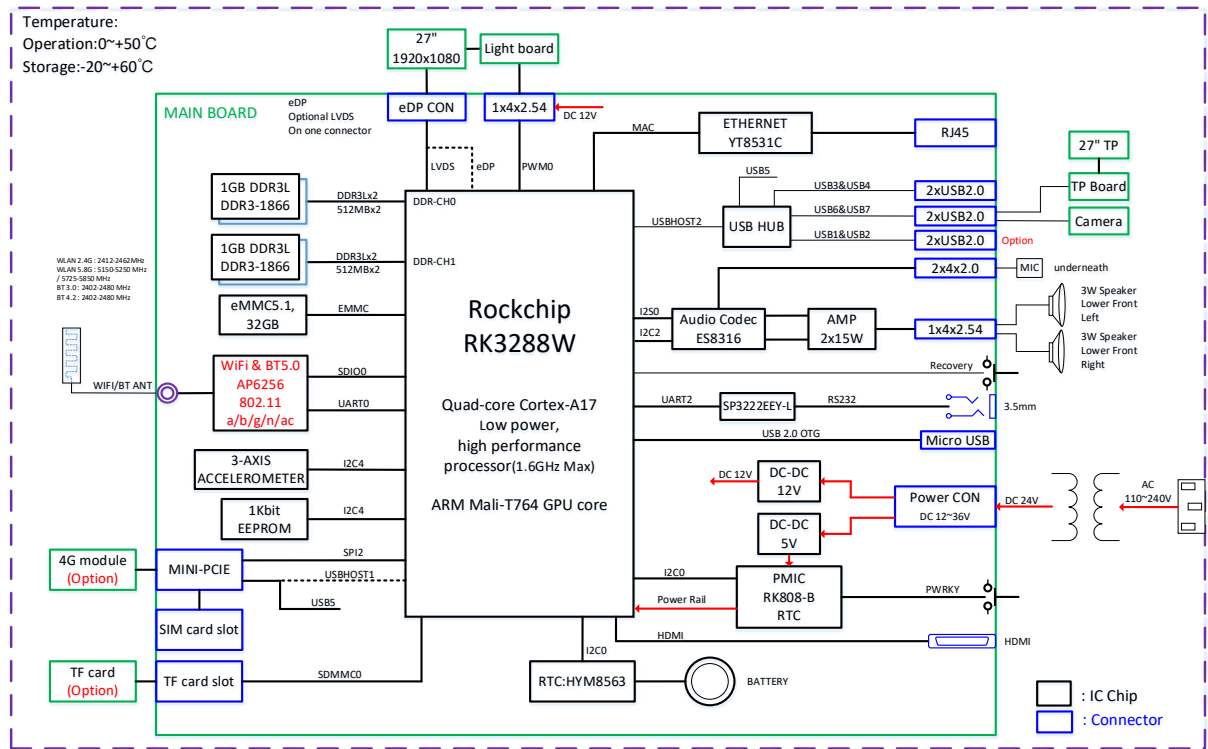 Temperature:
Operation:0~+50℃
Storage:-20~+60℃
27"
1920x1080
Light board
MAIN BOARD
eDP
Optional LVDS
On one connector
eDP CON
1x4x2.54
DC 12V
LVDS
eDP
PWM0
MAC
ETHERNET
YT8531C
RJ45
27" TP
TP Board
Camera
USB5
USB3&USB4
USB6&USB7
USB1&USB2
USBHOST2
USB HUB
2xUSB2.0
2xUSB2.0
2xUSB2.0
Option
1GB DDR3L
DDR3-1866
DDR3Lx2
512MBx2
DDR-CH0
1GB DDR3L
DDR3-1866
DDR3Lx2
512MBx2
DDR-CH1
WLAN 2.4G : 2412-2462MHz
WLAN 5.8G : 5150-5250 MHz
/ 5725-5850 MHz
BT 3.0 : 2402-2480 MHz
BT 4.2 : 2402-2480 MHz
eMMC5.1,
32GB
EMMC
Rockchip
RK3288W
Quad-core Cortex-A17
Low power,
high performance
processor(1.6GHz Max)
ARM Mali-T764 GPU core
2x4x2.0
MIC
underneath
I2S0
I2C2
Audio Codec
ES8316
AMP
2x15W
1x4x2.54
3W Speaker
Lower Front
Left
3W Speaker
Lower Front
Right
WIFI/BT ANT
WiFi & BT5.0
AP6256
802.11
a/b/g/n/ac
SDIO0
UART0
Recovery
UART2
SP3222EEY-L
RS232
3.5mm
USB 2.0 OTG
Micro USB
3-AXIS
ACCELEROMETER
I2C4
1Kbit
EEPROM
I2C4
DC 12V
DC-DC
12V
DC-DC
5V
Power CON
DC 12~36V
DC 24V
AC
110~240V
4G module
(Option)
MINI-PCIE
SPI2
USBHOST1
USB5
SIM card slot
I2C0
Power Rail
PMIC
RK808-B
RTC
PWRKY
HDMI
HDMI
TF card
(Option)
TF card slot
SDMMC0
I2C0
RTC:HYM8563
BATTERY
: IC Chip
: Connector